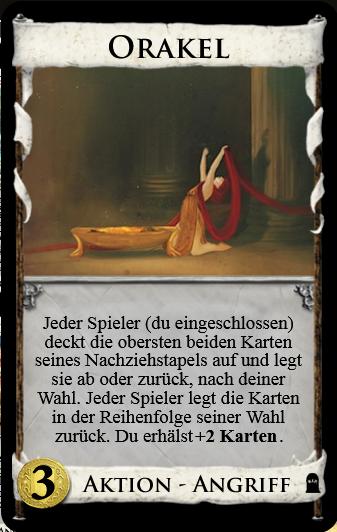 Orakel
Jeder Spieler (du eingeschlossen)
deckt die obersten beiden Karten
seines Nachziehstapels auf und legt
sie ab oder zurück, nach deiner
Wahl. Jeder Spieler legt die Karten
in der Reihenfolge seiner Wahl
zurück. Du erhälst +2 Karten.
3 Aktion - Angriff